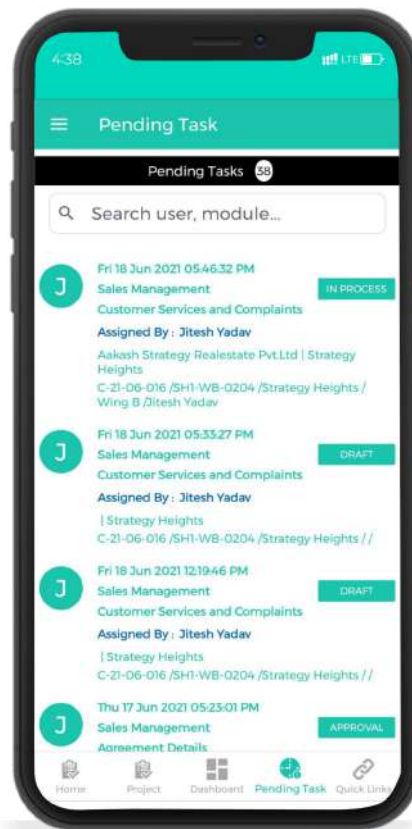 4:38
LTE
Pending Task
Pending Tasks 38
Search user, module...
J
Fri 18 Jun 2021 05:46:32 PM
Sales Management
IN PROCESS
Customer Services and Complaints
Assigned By : Jitesh Yadav
Aakash Strategy Realestate Pvt.Ltd | Strategy
Heights
C-21-06-016 /SH1-WB-0204 /Strategy Heights /
Wing B /Jitesh Yadav
J
Fri 18 Jun 2021 05:33:27 PM
Sales Management
DRAFT
Customer Services and Complaints
Assigned By : Jitesh Yadav
| Strategy Heights
C-21-06-016 /SH1-WB-0204 /Strategy Heights / /
J
Fri 18 Jun 2021 12:19:46 PM
Sales Management
DRAFT
Customer Services and Complaints
Assigned By : Jitesh Yadav
| Strategy Heights
C-21-06-016 /SH1-WB-0204 /Strategy Heights / /
J
Thu 17 Jun 2021 05:23:01 PM
Sales Management
APPROVAL
Agreement Details
Home Project Dashboard Pending Task Quick Links